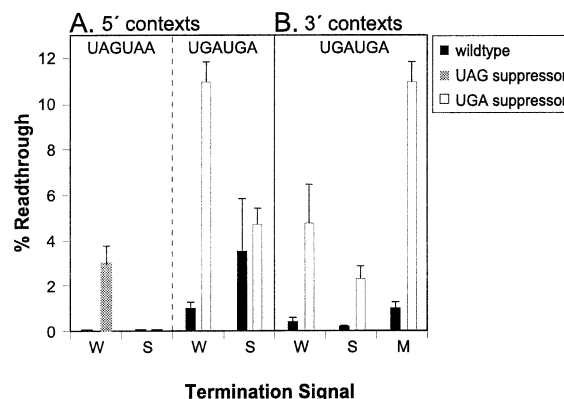 A. 5´ contexts
B. 3´ contexts
UAGUAA
UGAUGA
UGAUGA
wildtype
UAG suppressor
UGA suppressor
% Readthrough
12
10
8
6
4
2
0
W S W S W S M
Termination Signal